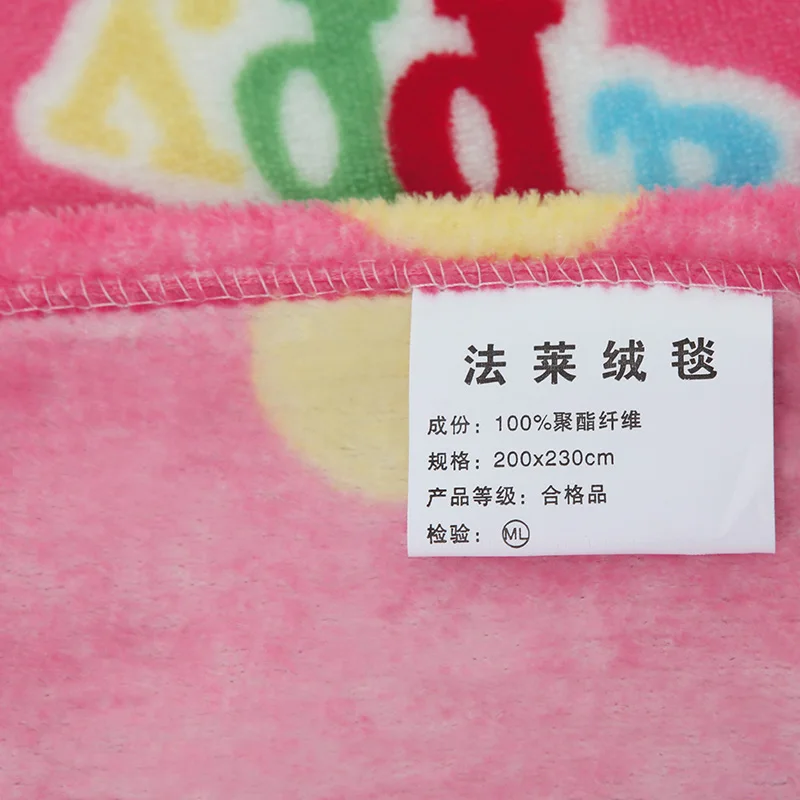 yppa
法莱绒毯
成份：100%聚酯纤维
规格：200x230cm
产品等级：合格品
检验：ML